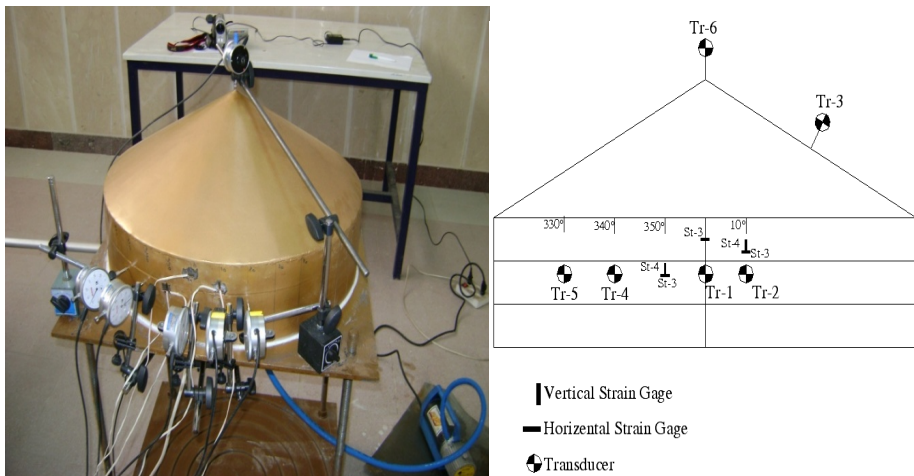 Tr-6
Tr-3
330° 340° 350° 10°
St-3 St-4 St-3
St-4 St-3
Tr-5 Tr-4 Tr-1 Tr-2
Vertical Strain Gage
Horizental Strain Gage
Transducer